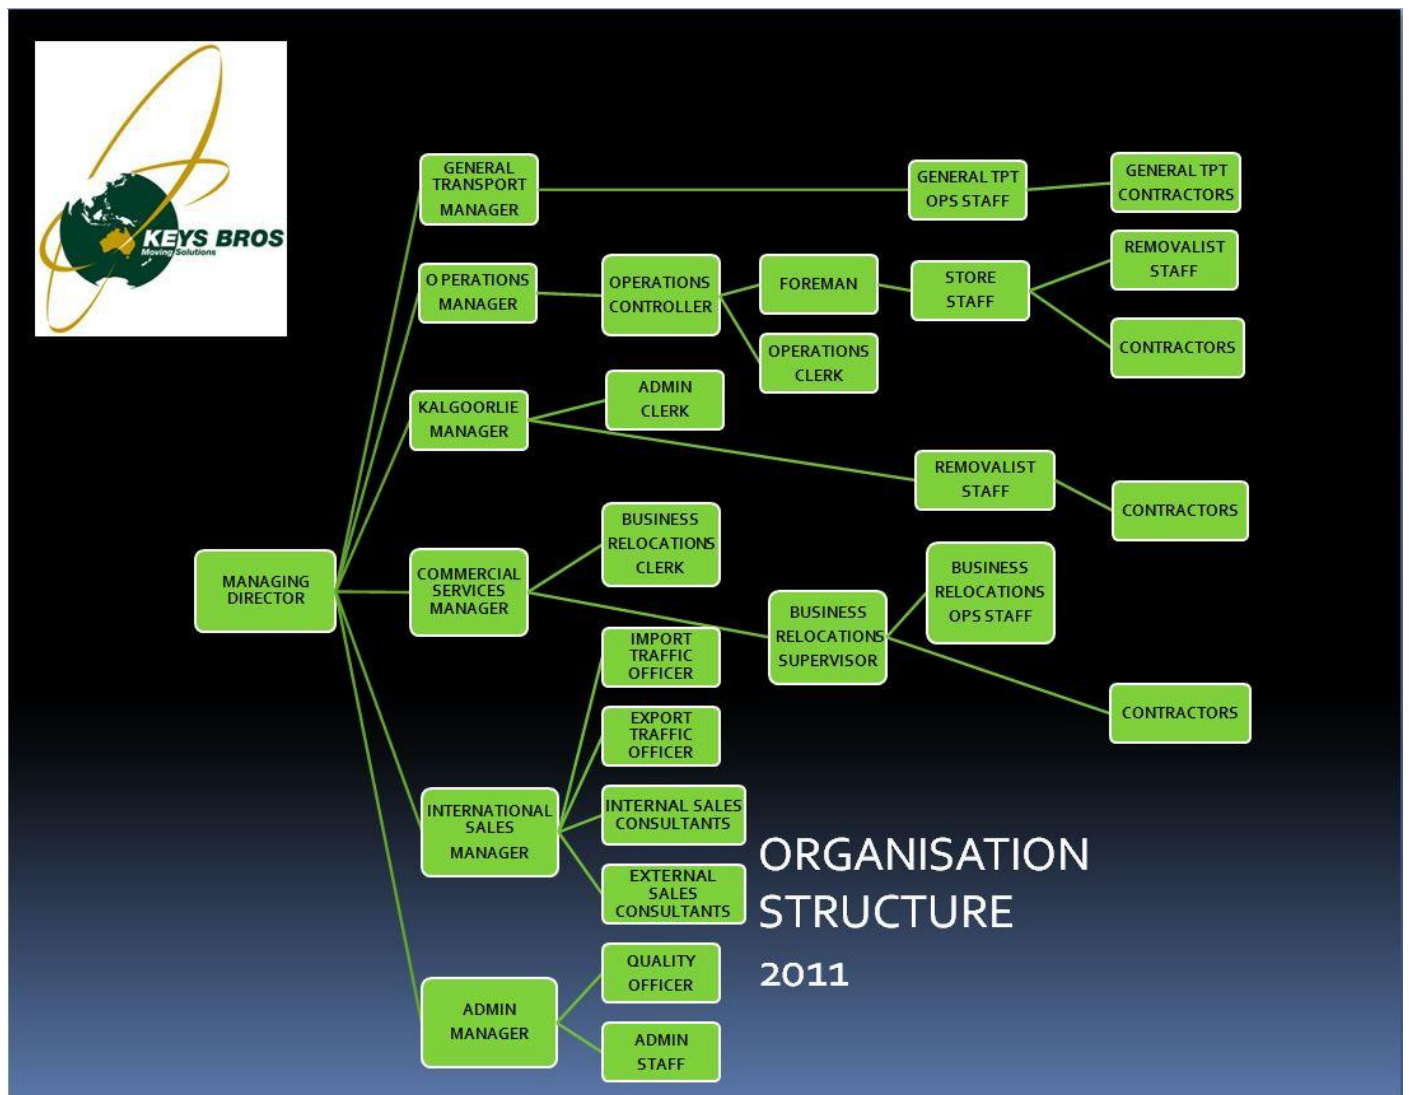 KEYS BROS
Moving Solutions
GENERAL
TRANSPORT
MANAGER
GENERAL TPT
OPS STAFF
GENERAL TPT
CONTRACTORS
OPERATIONS
MANAGER
OPERATIONS
CONTROLLER
FOREMAN
STORE
STAFF
REMOVALIST
STAFF
CONTRACTORS
OPERATIONS
CLERK
KALGOORLIE
MANAGER
ADMIN
CLERK
REMOVALIST
STAFF
CONTRACTORS
MANAGING
DIRECTOR
COMMERCIAL
SERVICES
MANAGER
BUSINESS
RELOCATIONS
CLERK
BUSINESS
RELOCATIONS
SUPERVISOR
BUSINESS
RELOCATIONS
OPS STAFF
CONTRACTORS
INTERNATIONAL
SALES
MANAGER
IMPORT
TRAFFIC
OFFICER
EXPORT
TRAFFIC
OFFICER
INTERNAL SALES
CONSULTANTS
EXTERNAL
SALES
CONSULTANTS
ADMIN
MANAGER
QUALITY
OFFICER
ADMIN
STAFF
ORGANISATION
STRUCTURE
2011